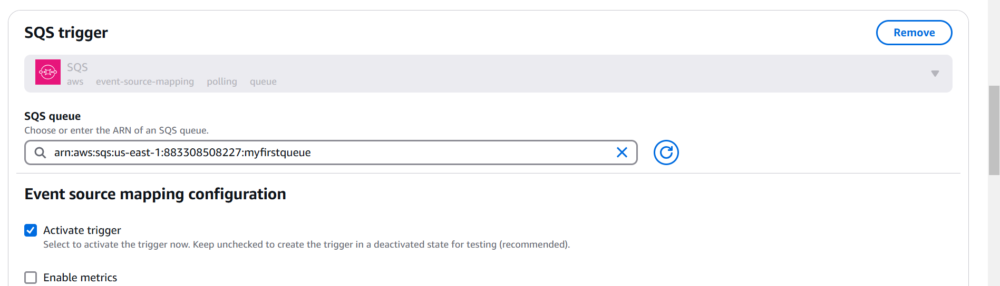 SQS trigger
Remove
SQS
aws event-source-mapping polling queue
SQS queue
Choose or enter the ARN of an SQS queue.
arn:aws:sqs:us-east-1:883308508227:myfirstqueue
Event source mapping configuration
Activate trigger
Select to activate the trigger now. Keep unchecked to create the trigger in a deactivated state for testing (recommended).
Enable metrics